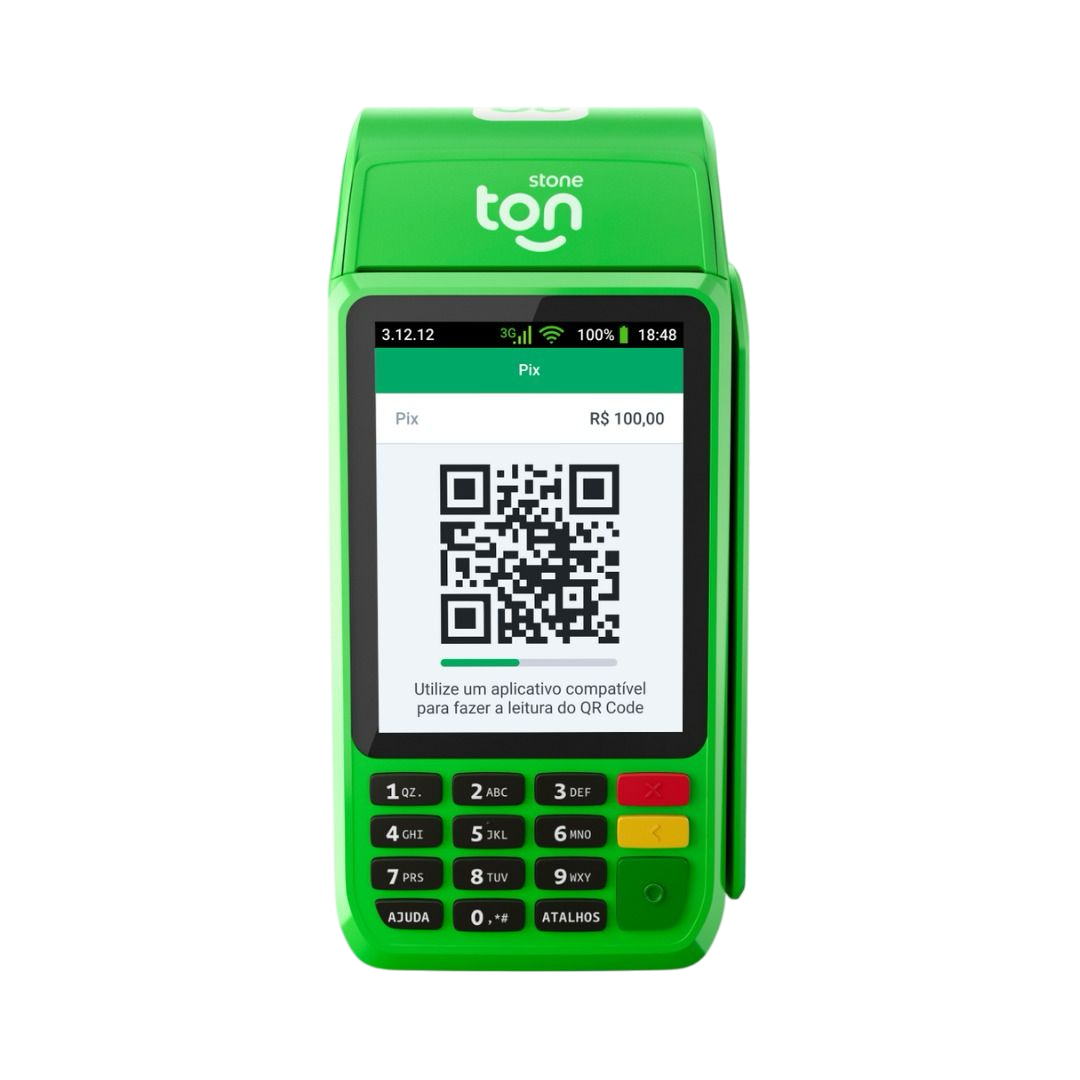 stone
ton
3.12.12 3G 100% 18:48
Pix
Pix R$ 100,00
Utilize um aplicativo compatível
para fazer a leitura do QR Code
1 QZ. 2 ABC 3 DEF
4 GHI 5 JKL 6 MNO
7 PRS 8 TUV 9 WXY
AJUDA 0 ,*# ATALHOS